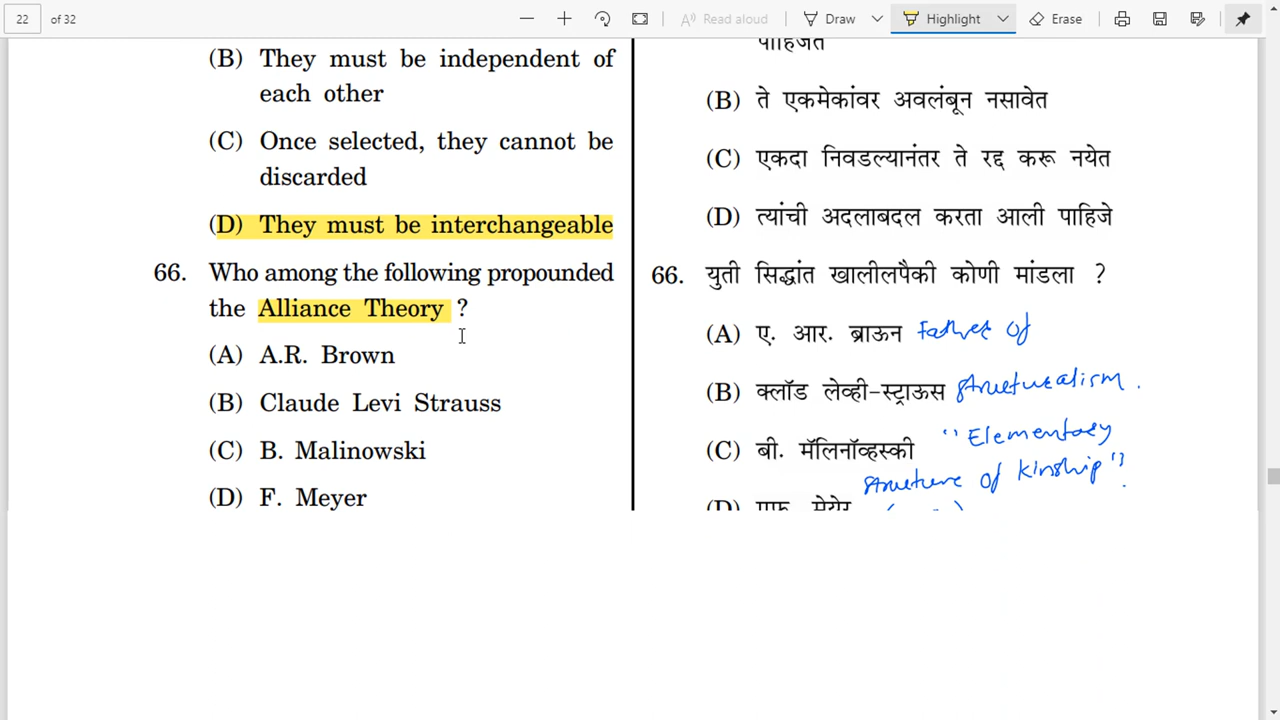 22 of 32 Read aloud Draw Highlight Erase
(B) They must be independent of
each other
(C) Once selected, they cannot be
discarded
(D) They must be interchangeable
66. Who among the following propounded
the Alliance Theory ?
(A) A.R. Brown
(B) Claude Levi Strauss
(C) B. Malinowski
(D) F. Meyer
पाहिजेत
(B) ते एकमेकांवर अवलंबून नसावेत
(C) एकदा निवडल्यानंतर ते रद्द करू नयेत
(D) त्यांची अदलाबदल करता आली पाहिजे
66. युती सिद्धांत खालीलपैकी कोणी मांडला ?
(A) ए. आर. ब्राऊन Father of
(B) क्लॉड लेव्ही-स्ट्राऊस structuralism.
(C) बी. मॅलिनॉव्हस्की "Elementary
structure of kinship".
(D) एफ. मेयेर